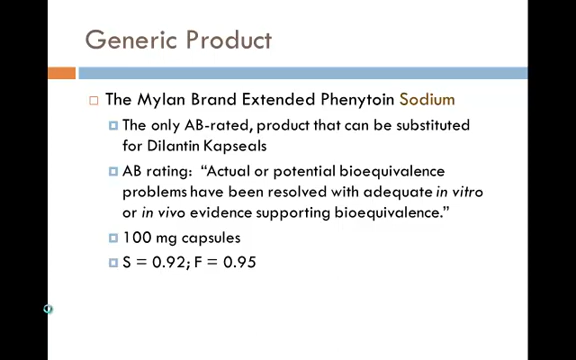 Generic Product
The Mylan Brand Extended Phenytoin Sodium
The only AB-rated, product that can be substituted
for Dilantin Kapseals
AB rating: “Actual or potential bioequivalence
problems have been resolved with adequate in vitro
or in vivo evidence supporting bioequivalence.”
100 mg capsules
S = 0.92; F = 0.95